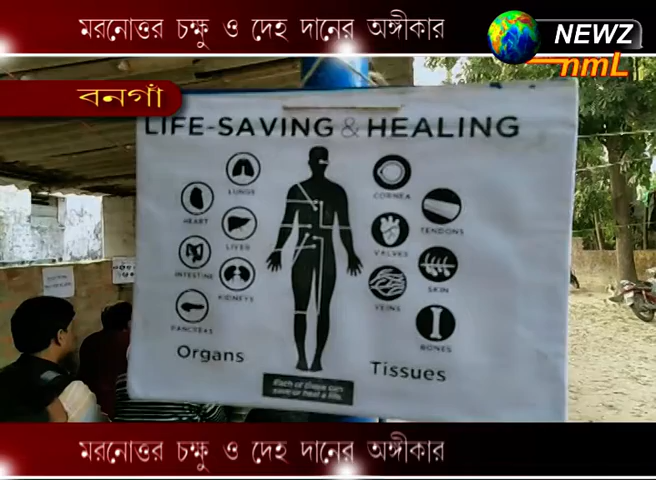 মরনোত্তর চক্ষু ও দেহ দানের অঙ্গীকার
NEWZ
nmL
বনগাঁ
LIFE-SAVING & HEALING
LUNGS
HEART
LIVER
INTESTINE
KIDNEYS
PANCREAS
Organs
CORNEA
TENDONS
VALVES
SKIN
VEINS
BONES
Tissues
Each of these can
save or heal a life.
মরনোত্তর চক্ষু ও দেহ দানের অঙ্গীকার